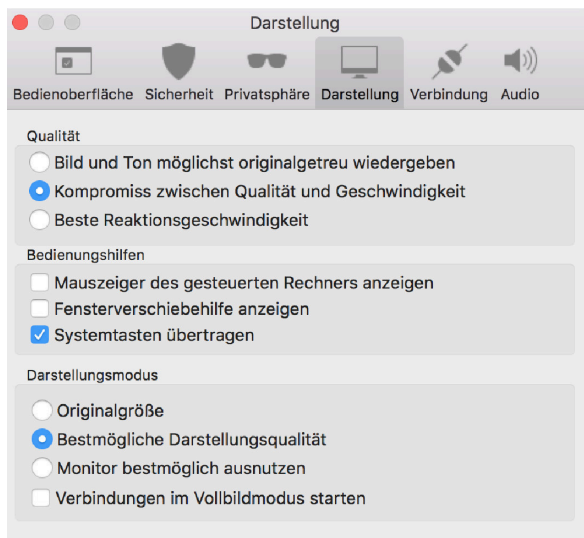 Darstellung
Bedienoberfläche Sicherheit Privatsphäre Darstellung Verbindung Audio
Qualität
Bild und Ton möglichst originalgetreu wiedergeben
Kompromiss zwischen Qualität und Geschwindigkeit
Beste Reaktionsgeschwindigkeit
Bedienungshilfen
Mauszeiger des gesteuerten Rechners anzeigen
Fensterverschiebehilfe anzeigen
Systemtasten übertragen
Darstellungsmodus
Originalgröße
Bestmögliche Darstellungsqualität
Monitor bestmöglich ausnutzen
Verbindungen im Vollbildmodus starten